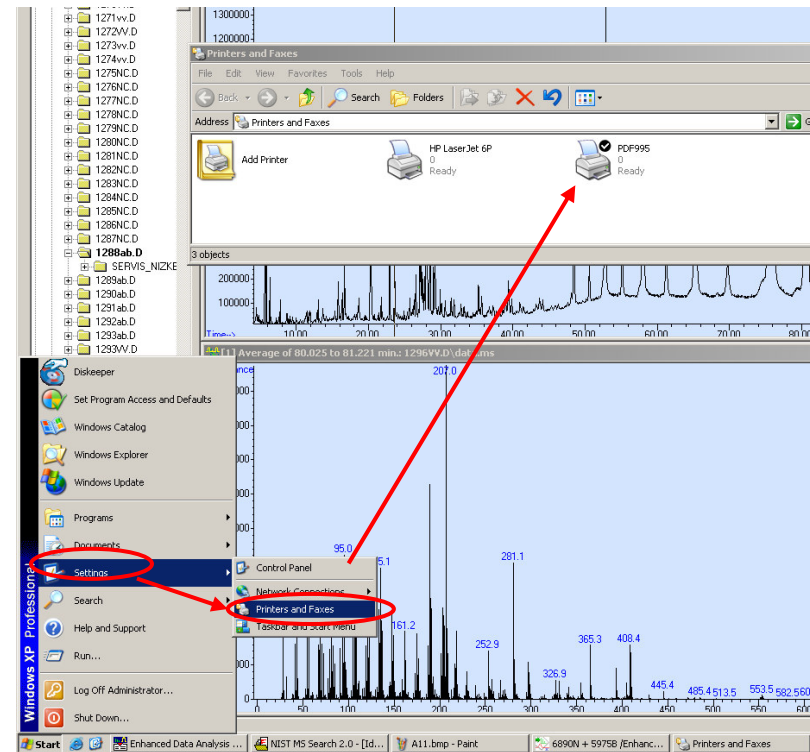 1271vv.D
1272VV.D
1273vv.D
1274vv.D
1275NC.D
1276NC.D
1277NC.D
1278NC.D
1279NC.D
1280NC.D
1281NC.D
1282NC.D
1283NC.D
1284NC.D
1285NC.D
1286NC.D
1287NC.D
1288ab.D
SERVIS_NIZKE
1289ab.D
1290ab.D
1291ab.D
1292ab.D
1293ab.D
1293VV.D
1300000
1200000
Printers and Faxes
File Edit View Favorites Tools Help
Back Search Folders
Address Printers and Faxes
Add Printer
HP LaserJet 6P
0
Ready
PDF995
0
Ready
3 objects
200000
100000
Time--> 10.00 20.00 30.00 40.00 50.00 60.00 70.00 80.00
[1] Average of 80.025 to 81.221 min.: 1296VV.D\data.ms
207.0
95.0
281.1
161.2
252.9
326.9
365.3
408.4
445.4
485.4 513.5
553.5 582.5
0 50 100 150 200 250 300 350 400 450 500 550 600
Windows XP Professional
Diskeeper
Set Program Access and Defaults
Windows Catalog
Windows Explorer
Windows Update
Programs
Documents
Settings
Search
Help and Support
Run...
Log Off Administrator...
Shut Down...
Control Panel
Network Connections
Printers and Faxes
Taskbar and Start Menu
Start
Enhanced Data Analysis ...
NIST MS Search 2.0 - [Id...
A11.bmp - Paint
6890N + 5975B /Enhanc...
Printers and Faxes